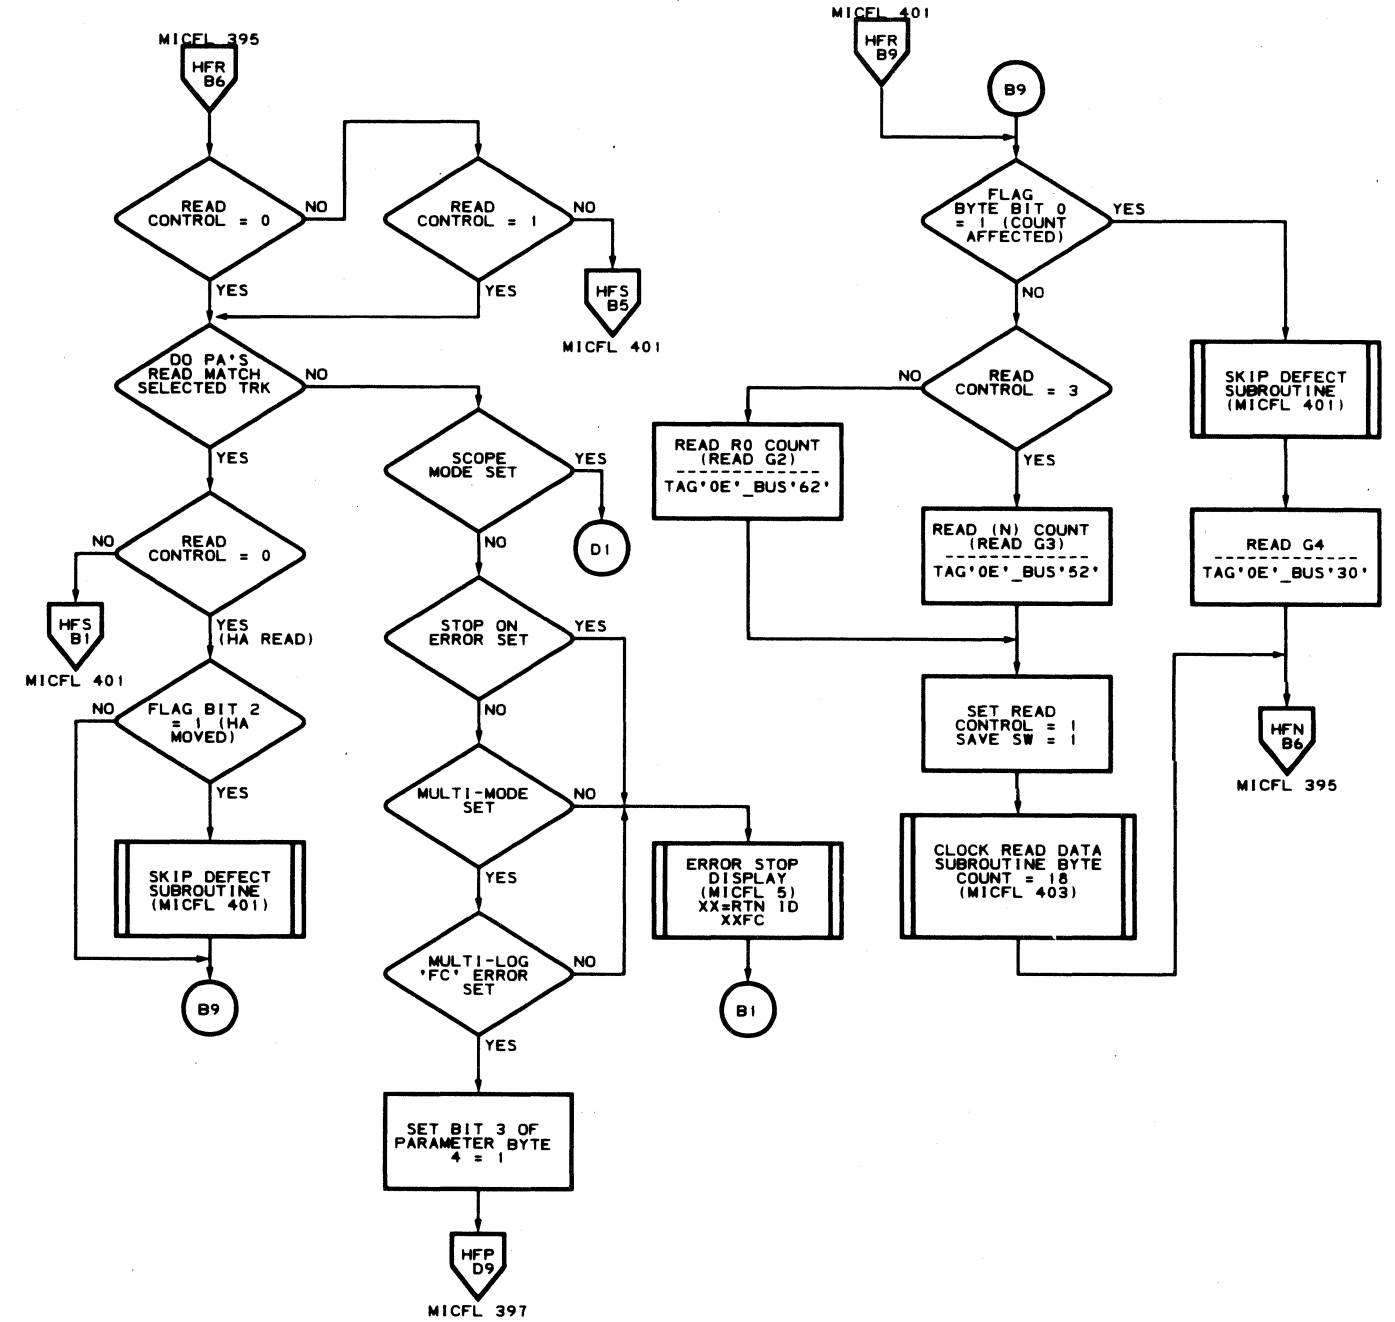 MICFL 395
HFR
B6
READ
CONTROL = 0
NO
YES
READ
CONTROL = 1
NO
YES
HFS
B5
MICFL 401
DO PA'S
READ MATCH
SELECTED TRK
NO
YES
READ
CONTROL = 0
NO
YES
(HA READ)
HFS
B1
MICFL 401
FLAG BIT 2
= 1 (HA
MOVED)
NO
YES
SKIP DEFECT
SUBROUTINE
(MICFL 401)
B9
SCOPE
MODE SET
YES
NO
D1
STOP ON
ERROR SET
YES
NO
MULTI-MODE
SET
NO
YES
MULTI-LOG
'FC' ERROR
SET
NO
YES
ERROR STOP
DISPLAY
(MICFL 5)
XX=RTN ID
XXFC
B1
SET BIT 3 OF
PARAMETER BYTE
4 = 1
HFP
D9
MICFL 397
MICFL 401
HFR
B9
B9
FLAG
BYTE BIT 0
= 1 (COUNT
AFFECTED)
YES
NO
READ
CONTROL = 3
NO
YES
READ R0 COUNT
(READ G2)
TAG'0E'_BUS'62'
READ (N) COUNT
(READ G3)
TAG'0E'_BUS'52'
SET READ
CONTROL = 1
SAVE SW = 1
CLOCK READ DATA
SUBROUTINE BYTE
COUNT = 18
(MICFL 403)
SKIP DEFECT
SUBROUTINE
(MICFL 401)
READ G4
TAG'0E'_BUS'30'
HFN
B6
MICFL 395